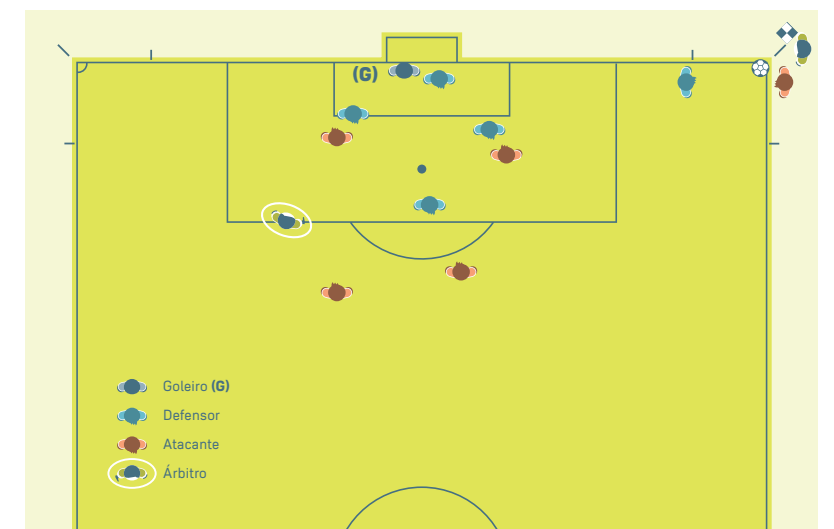 (G)
Goleiro (G)
Defensor
Atacante
Árbitro